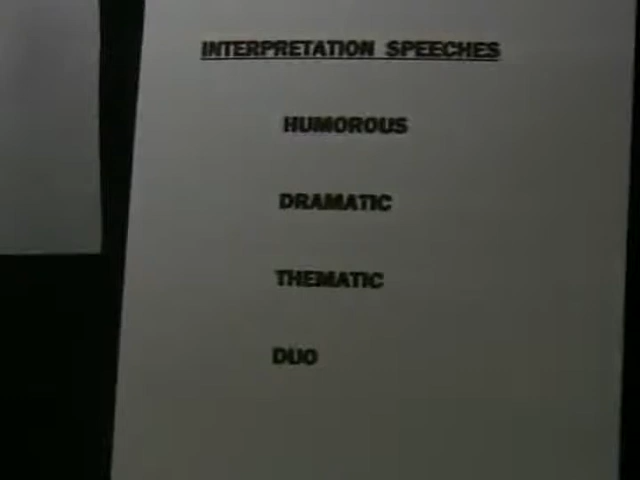 INTERPRETATION SPEECHES
HUMOROUS
DRAMATIC
THEMATIC
DUO